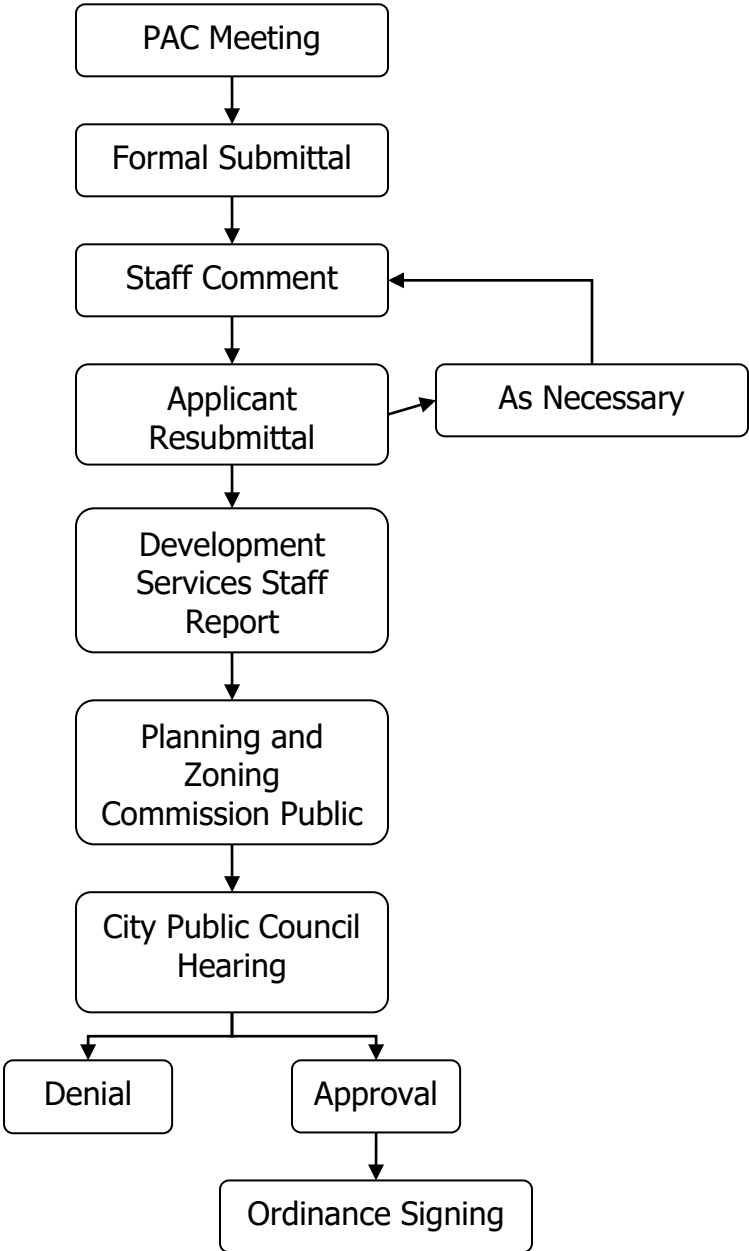 PAC Meeting
Formal Submittal
Staff Comment
Applicant
Resubmittal
As Necessary
Development
Services Staff
Report
Planning and
Zoning
Commission Public
City Public Council
Hearing
Denial
Approval
Ordinance Signing